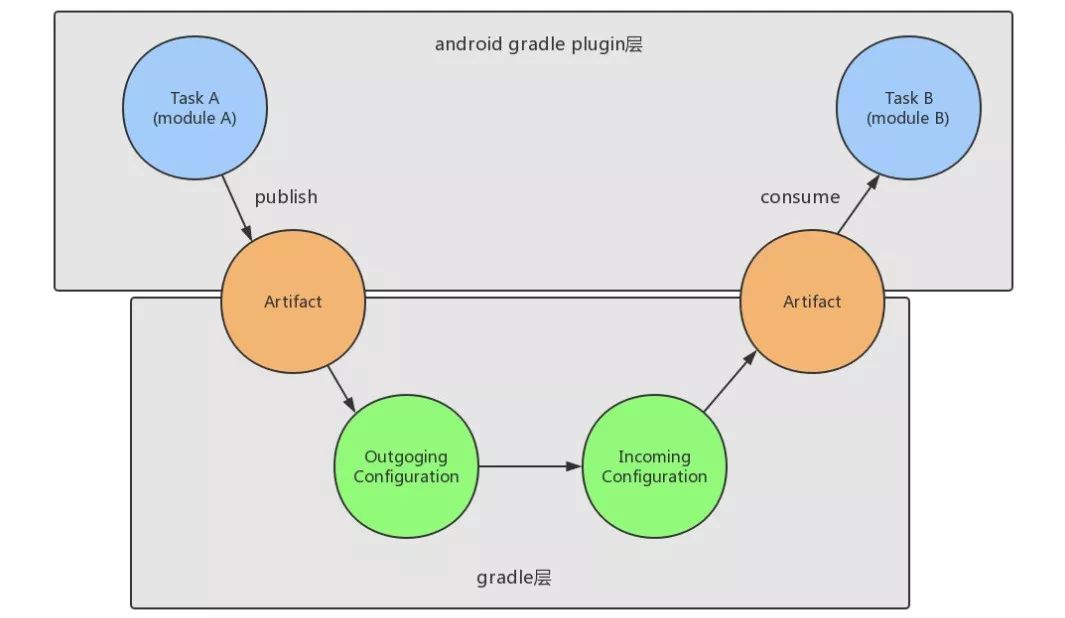 android gradle plugin层
Task A
(module A)
Task B
(module B)
publish
consume
Artifact
Artifact
Outgoging
Configuration
Incoming
Configuration
gradle层